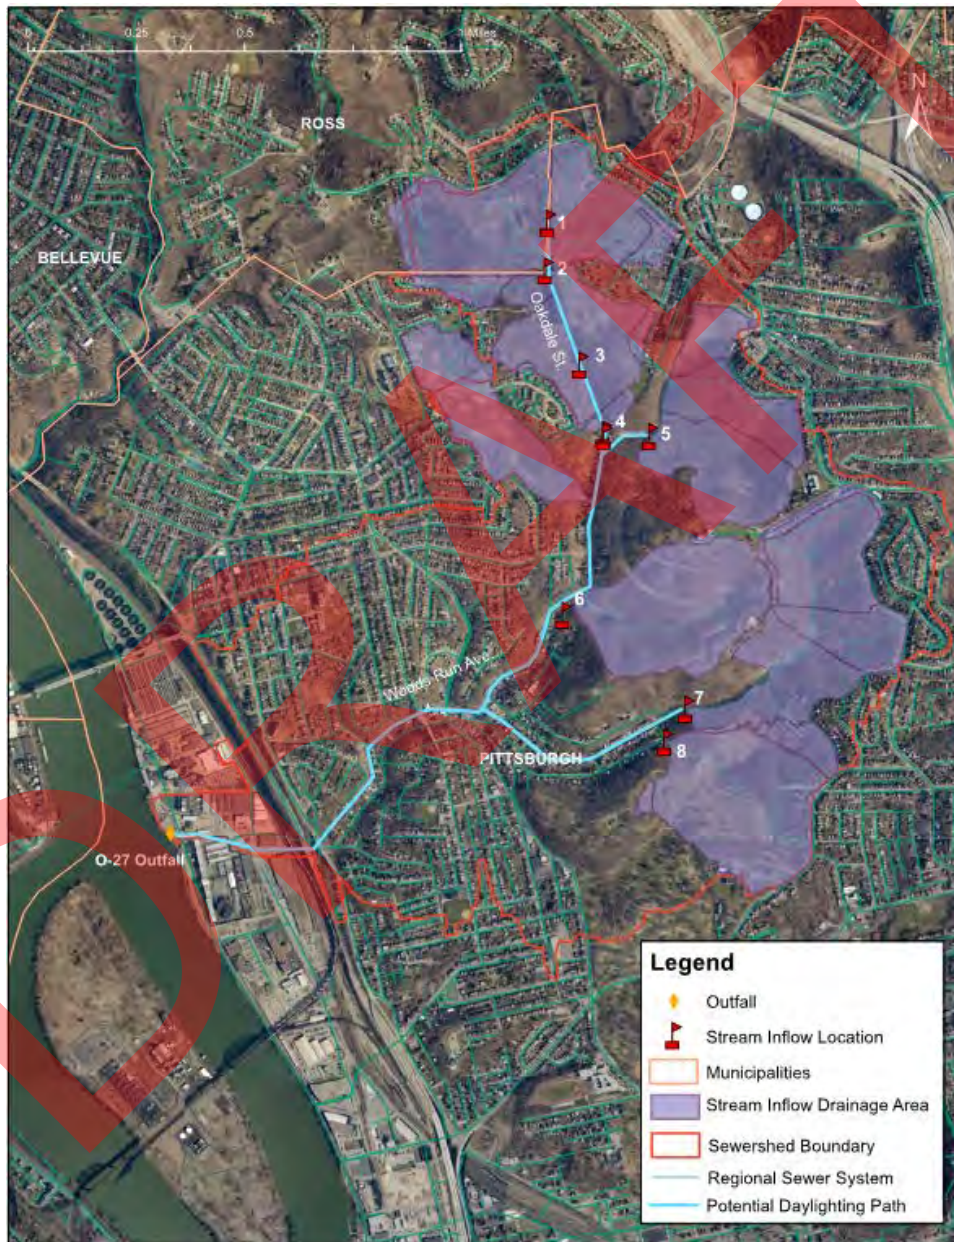 0 0.25 0.5 1 Miles
N
ROSS
BELLEVUE
1
2
Oakdale St.
3
4
5
6
Woods Run Ave.
7
8
PITTSBURGH
O-27 Outfall
DRAFT
Legend
Outfall
Stream Inflow Location
Municipalities
Stream Inflow Drainage Area
Sewershed Boundary
Regional Sewer System
Potential Daylighting Path